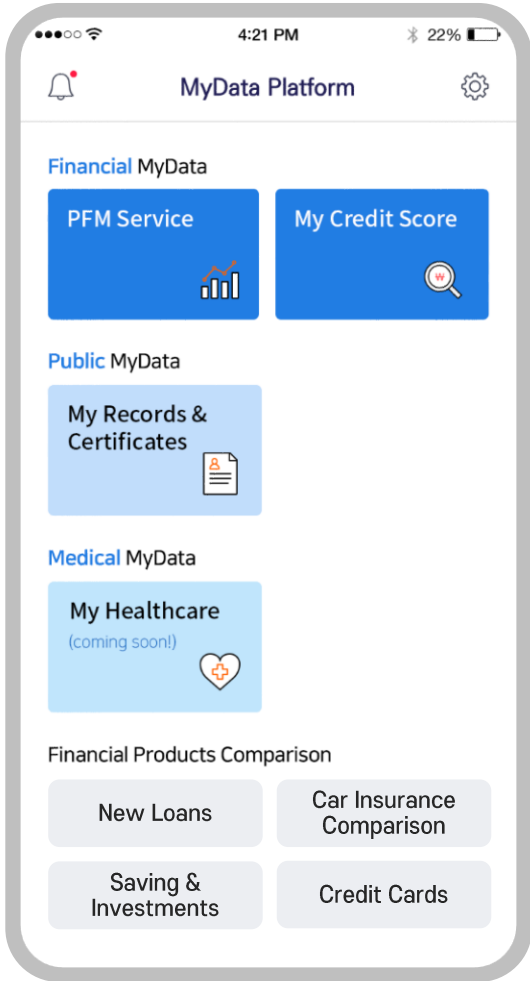 4:21 PM
22%
MyData Platform
Financial MyData
PFM Service
My Credit Score
₩
Public MyData
My Records &
Certificates
Medical MyData
My Healthcare
(coming soon!)
Financial Products Comparison
New Loans
Car Insurance
Comparison
Saving &
Investments
Credit Cards